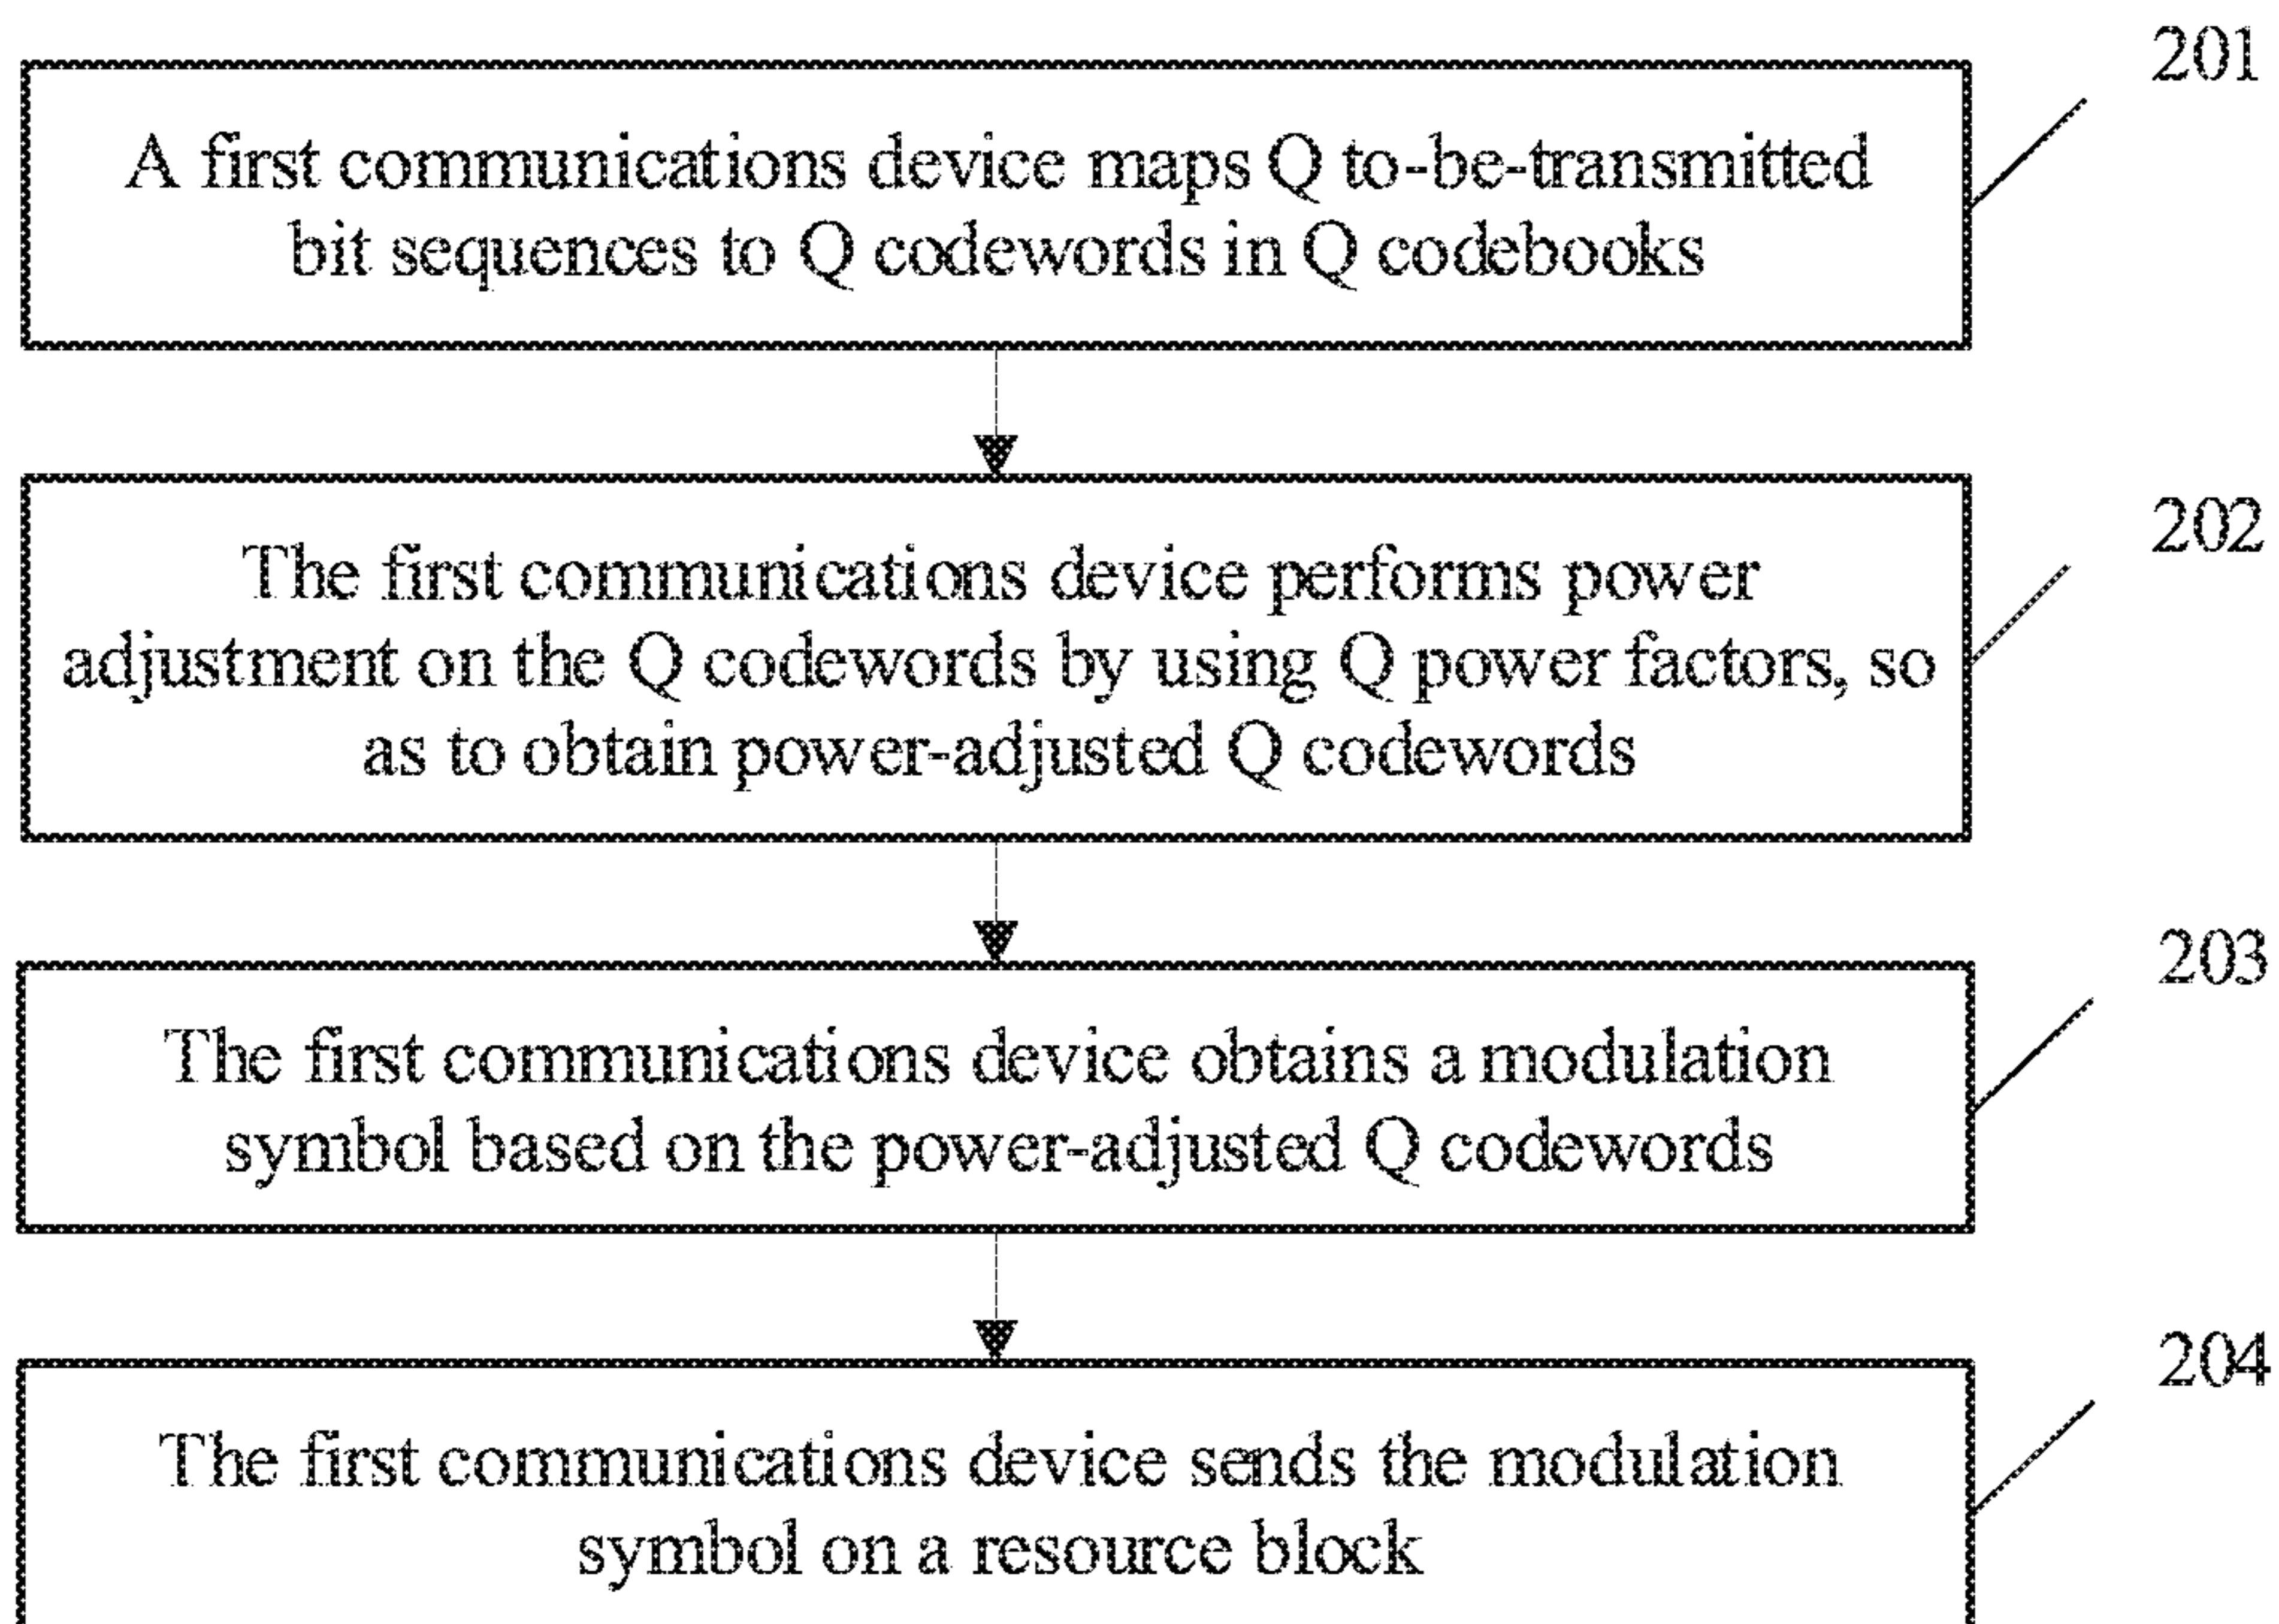 201
A first communications device maps Q to-be-transmitted
bit sequences to Q codewords in Q codebooks
202
The first communications device performs power
adjustment on the Q codewords by using Q power factors, so
as to obtain power-adjusted Q codewords
203
The first communications device obtains a modulation
symbol based on the power-adjusted Q codewords
204
The first communications device sends the modulation
symbol on a resource block